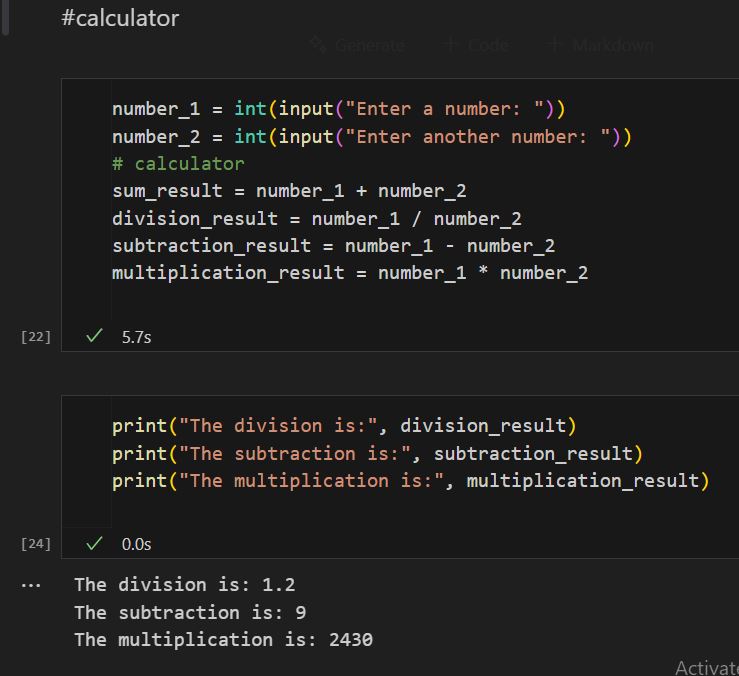 #calculator
Generate + Code + Markdown
number_1 = int(input("Enter a number: "))
number_2 = int(input("Enter another number: "))
# calculator
sum_result = number_1 + number_2
division_result = number_1 / number_2
subtraction_result = number_1 - number_2
multiplication_result = number_1 * number_2
[22] ✓ 5.7s
print("The division is:", division_result)
print("The subtraction is:", subtraction_result)
print("The multiplication is:", multiplication_result)
[24] ✓ 0.0s
... The division is: 1.2
The subtraction is: 9
The multiplication is: 2430
Activate